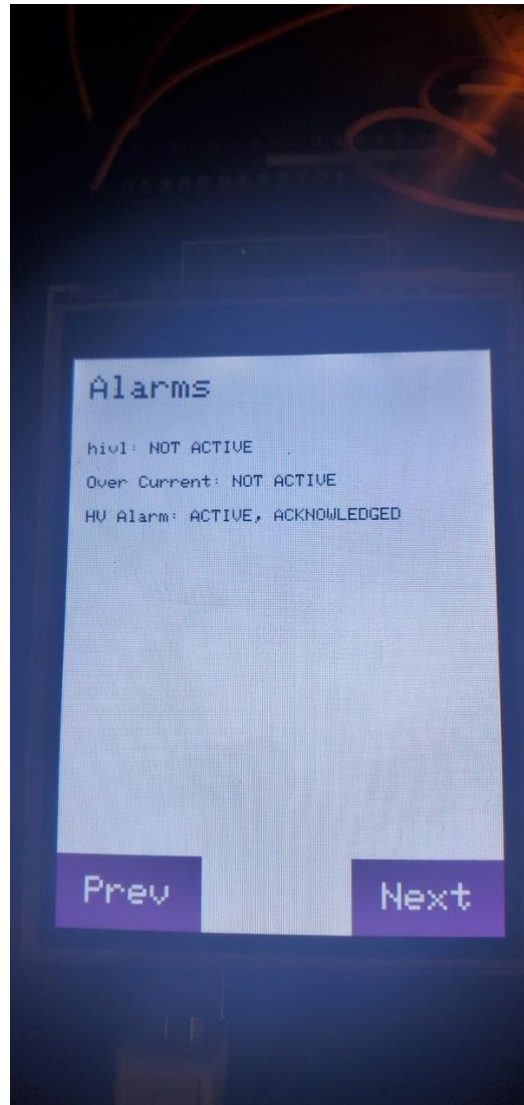 Alarms
hivl: NOT ACTIVE
Over Current: NOT ACTIVE
HV Alarm: ACTIVE, ACKNOWLEDGED
Prev
Next